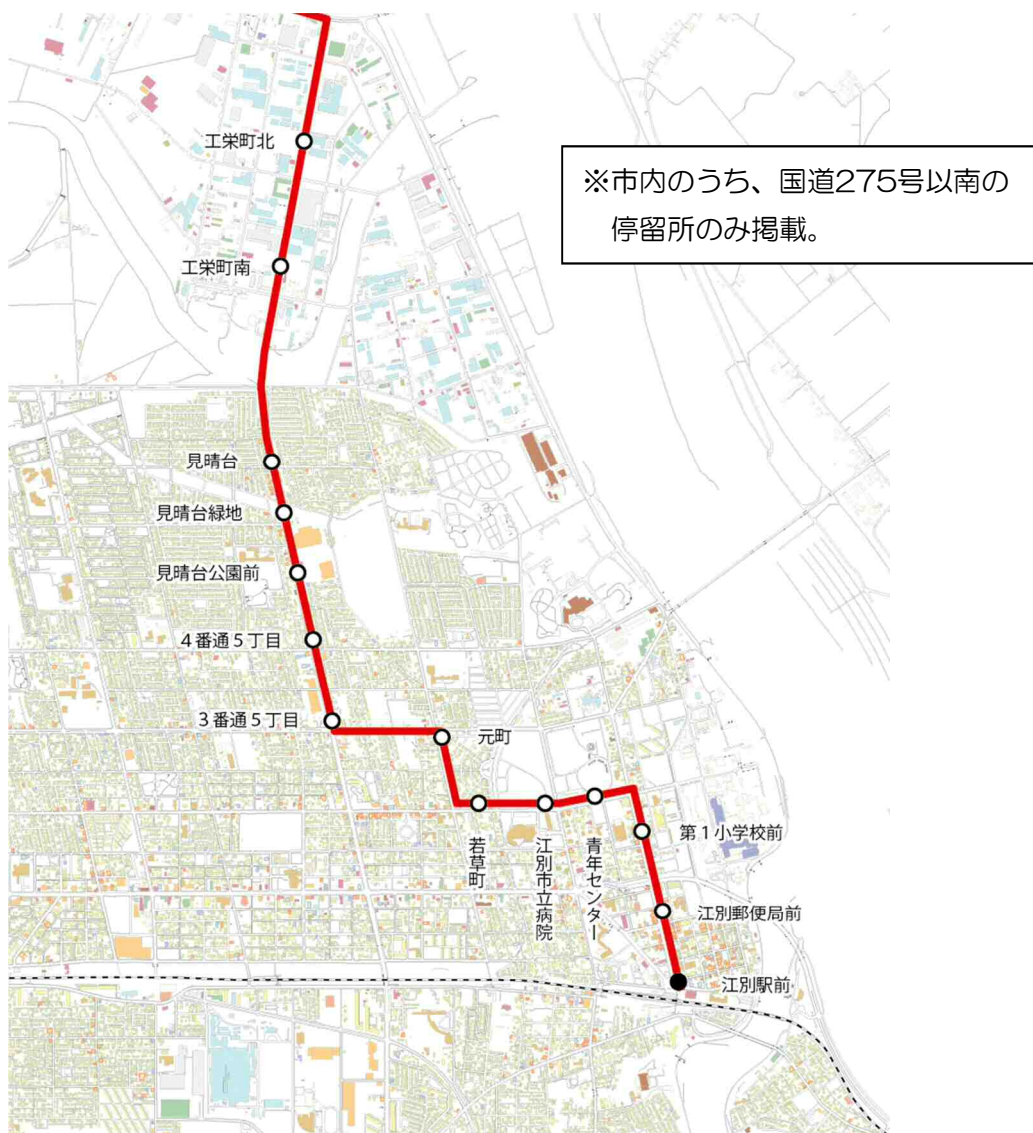 工栄町北
※市内のうち、国道275号以南の
停留所のみ掲載。
工栄町南
見晴台
見晴台緑地
見晴台公園前
４番通５丁目
３番通５丁目
元町
若草町
江別市立病院
青年センター
第１小学校前
江別郵便局前
江別駅前